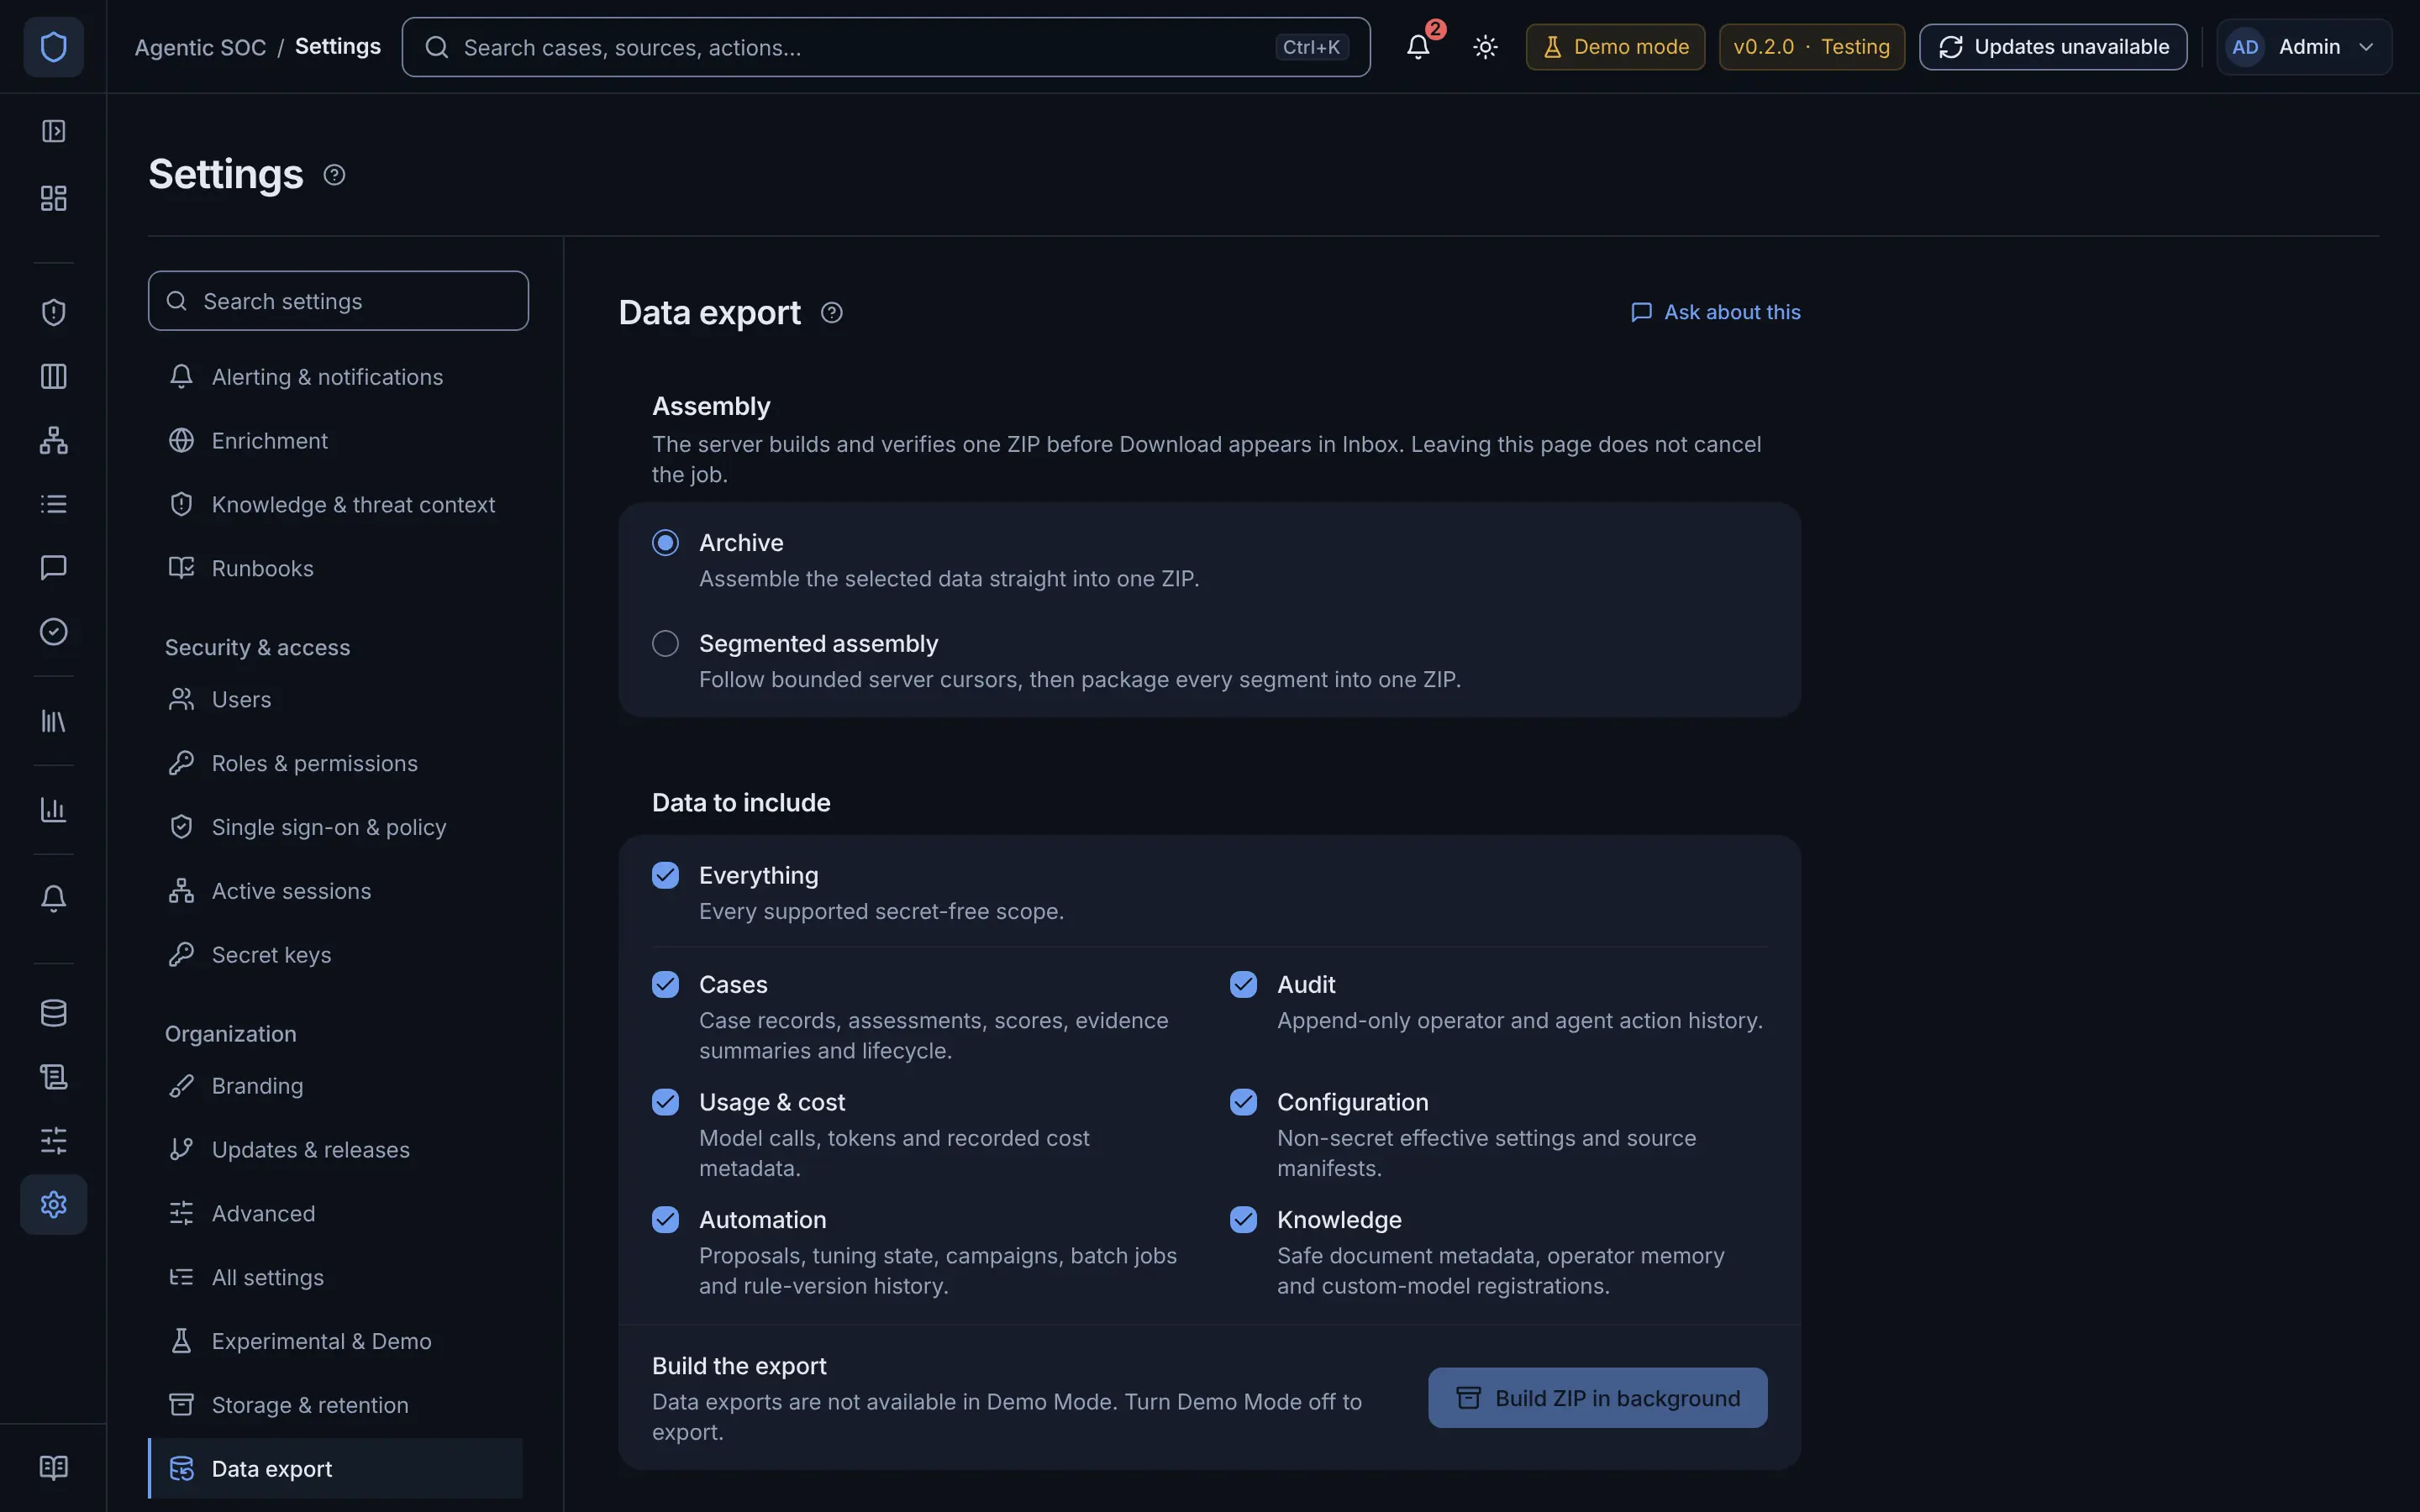 Agentic SOC / Settings
Search cases, sources, actions...
Ctrl+K
2
Demo mode
v0.2.0 · Testing
Updates unavailable
AD
Admin
Settings
Search settings
Alerting & notifications
Enrichment
Knowledge & threat context
Runbooks
Security & access
Users
Roles & permissions
Single sign-on & policy
Active sessions
Secret keys
Organization
Branding
Updates & releases
Advanced
All settings
Experimental & Demo
Storage & retention
Data export
Data export
Ask about this
Assembly
The server builds and verifies one ZIP before Download appears in Inbox. Leaving this page does not cancel
the job.
Archive
Assemble the selected data straight into one ZIP.
Segmented assembly
Follow bounded server cursors, then package every segment into one ZIP.
Data to include
Everything
Every supported secret-free scope.
Cases
Case records, assessments, scores, evidence
summaries and lifecycle.
Audit
Append-only operator and agent action history.
Usage & cost
Model calls, tokens and recorded cost
metadata.
Configuration
Non-secret effective settings and source
manifests.
Automation
Proposals, tuning state, campaigns, batch jobs
and rule-version history.
Knowledge
Safe document metadata, operator memory
and custom-model registrations.
Build the export
Data exports are not available in Demo Mode. Turn Demo Mode off to
export.
Build ZIP in background